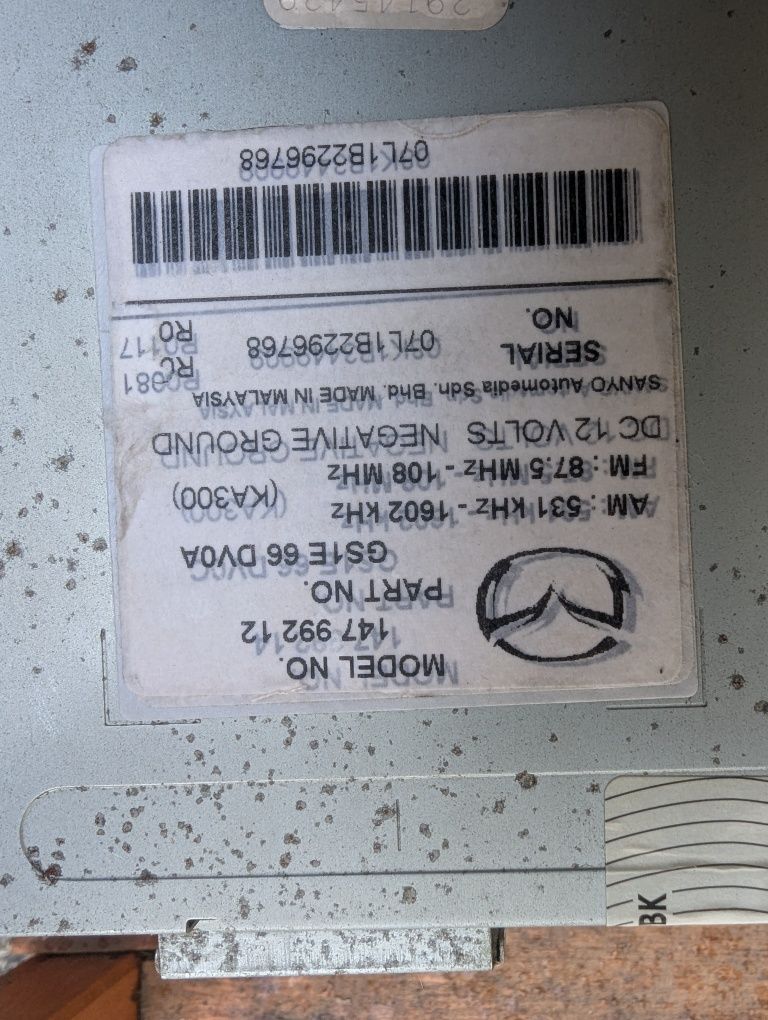 MODEL NO.
147 992 12
PART NO.
GS1E 66 DV0A
AM : 531 kHz - 1602 kHz (KA300)
FM : 87.5 MHz - 108 MHz
DC 12 VOLTS NEGATIVE GROUND
SANYO Automedia Sdn. Bhd. MADE IN MALAYSIA
SERIAL NO. 07L1B2296768 RC R0
07L1B2296768
BK